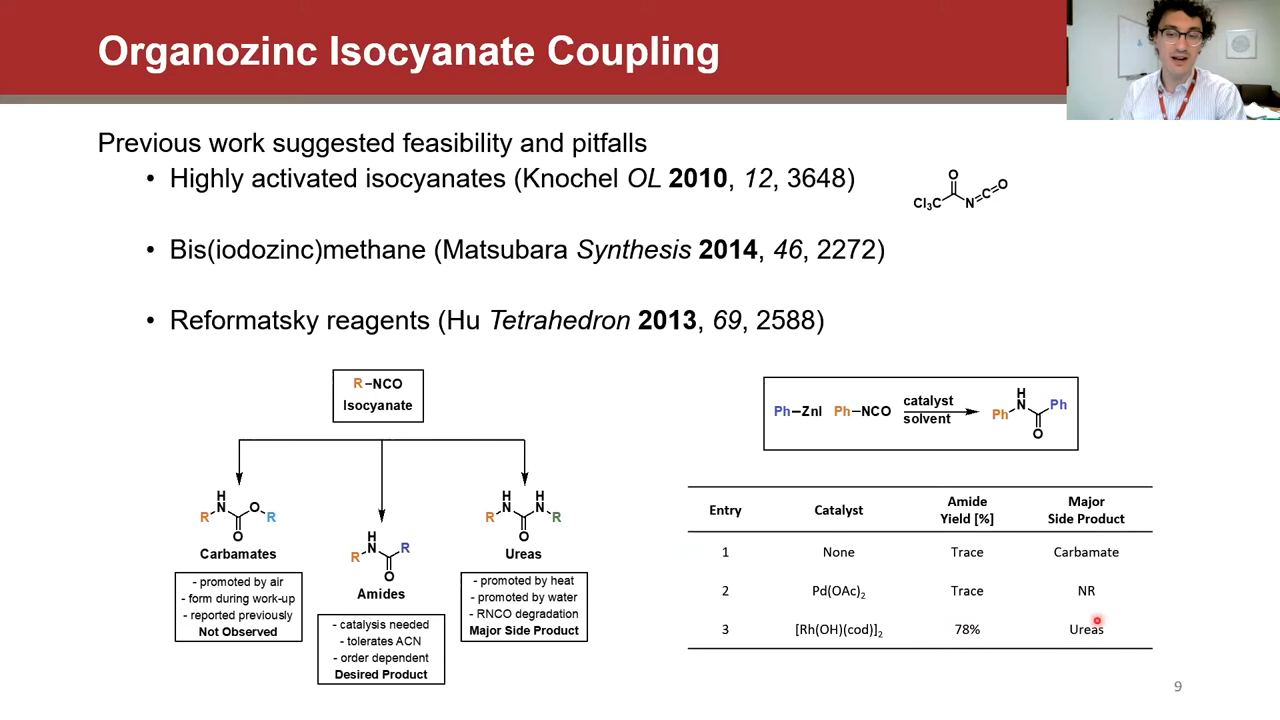 Organozinc Isocyanate Coupling
Previous work suggested feasibility and pitfalls
• Highly activated isocyanates (Knochel OL 2010, 12, 3648)
O
Cl₃C N=C=O
• Bis(iodozinc)methane (Matsubara Synthesis 2014, 46, 2272)
• Reformatsky reagents (Hu Tetrahedron 2013, 69, 2588)
R–NCO
Isocyanate
H
R N O R
O
Carbamates
- promoted by air
- form during work-up
- reported previously
Not Observed
H
R N R
O
Amides
- catalysis needed
- tolerates ACN
- order dependent
Desired Product
H H
R N N R
O
Ureas
- promoted by heat
- promoted by water
- RNCO degradation
Major Side Product
Ph–ZnI Ph–NCO catalyst
solvent
H
Ph N Ph
O
Entry Catalyst Amide Yield [%] Major Side Product
1 None Trace Carbamate
2 Pd(OAc)₂ Trace NR
3 [Rh(OH)(cod)]₂ 78% Ureas
9